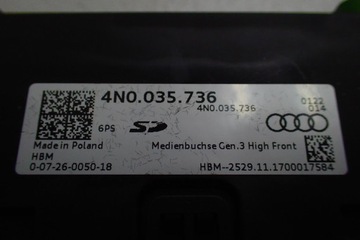 4N0.035.736
4N0.035.736
0122
014
6PS SD
Made in Poland
Medienbuchse Gen.3 High Front
HBM
0-07-26-0050-18
HBM--2529.11.1700017584